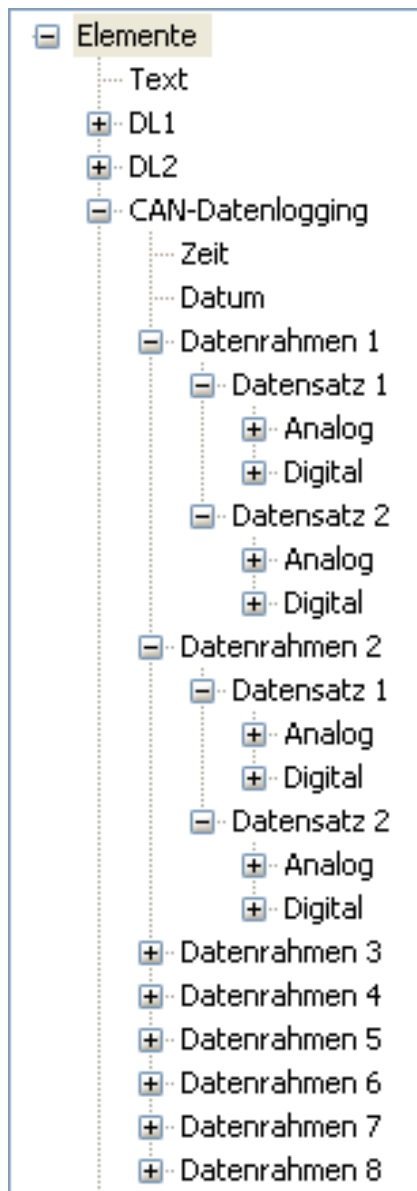 Elemente
Text
DL1
DL2
CAN-Datenlogging
Zeit
Datum
Datenrahmen 1
Datensatz 1
Analog
Digital
Datensatz 2
Analog
Digital
Datenrahmen 2
Datensatz 1
Analog
Digital
Datensatz 2
Analog
Digital
Datenrahmen 3
Datenrahmen 4
Datenrahmen 5
Datenrahmen 6
Datenrahmen 7
Datenrahmen 8